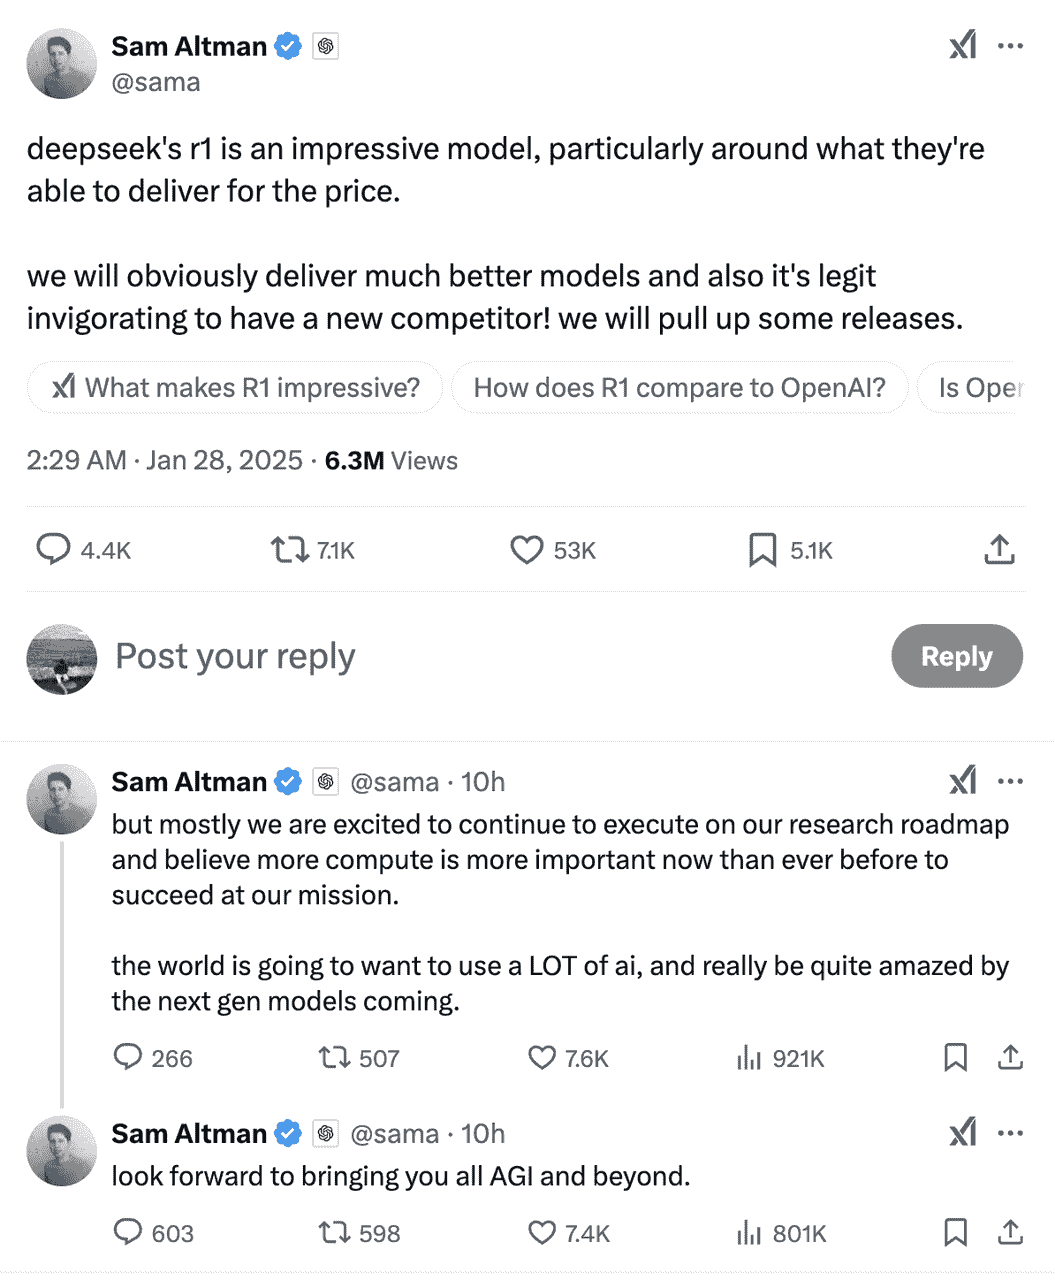 Sam Altman
@sama
deepseek's r1 is an impressive model, particularly around what they're
able to deliver for the price.
we will obviously deliver much better models and also it's legit
invigorating to have a new competitor! we will pull up some releases.
What makes R1 impressive? How does R1 compare to OpenAI? Is Oper
2:29 AM · Jan 28, 2025 · 6.3M Views
4.4K 7.1K 53K 5.1K
Post your reply Reply
Sam Altman @sama · 10h
but mostly we are excited to continue to execute on our research roadmap
and believe more compute is more important now than ever before to
succeed at our mission.
the world is going to want to use a LOT of ai, and really be quite amazed by
the next gen models coming.
266 507 7.6K 921K
Sam Altman @sama · 10h
look forward to bringing you all AGI and beyond.
603 598 7.4K 801K